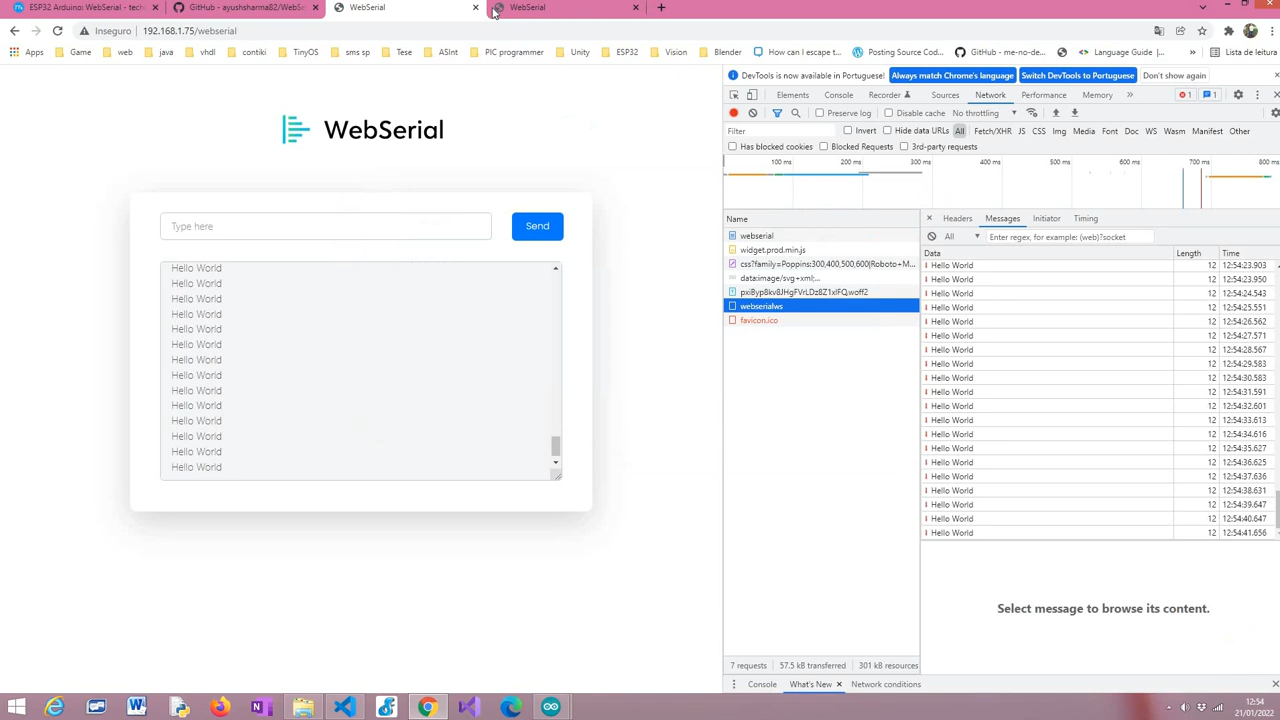 ESP32 Arduino: WebSerial - tech
GitHub - ayushsharma82/WebSe
WebSerial
WebSerial
Inseguro
192.168.1.75/webserial
Apps
Game
web
java
vhdl
contiki
TinyOS
sms sp
Tese
ASInt
PIC programmer
Unity
ESP32
Vision
Blender
How can I escape t...
Posting Source Cod...
GitHub - me-no-de...
Language Guide |...
»
Lista de leitura
WebSerial
Type here
Send
Hello World
Hello World
Hello World
Hello World
Hello World
Hello World
Hello World
Hello World
Hello World
Hello World
Hello World
Hello World
Hello World
Hello World
DevTools is now available in Portuguese!
Always match Chrome's language
Switch DevTools to Portuguese
Don't show again
Elements
Console
Recorder
Sources
Network
Performance
Memory
»
1
1
Preserve log
Disable cache
No throttling
Filter
Invert
Hide data URLs
All
Fetch/XHR
JS
CSS
Img
Media
Font
Doc
WS
Wasm
Manifest
Other
Has blocked cookies
Blocked Requests
3rd-party requests
100 ms
200 ms
300 ms
400 ms
500 ms
600 ms
700 ms
800 ms
Name
webserial
widget.prod.min.js
css?family=Poppins:300,400,500,600|Roboto+M...
data:image/svg+xml;...
pxiByp8kv8JHgFVrLDz8Z1xlFQ.woff2
webserialws
favicon.ico
Headers
Messages
Initiator
Timing
All
Enter regex, for example: (web)?socket
Data
Length
Time
Hello World 12 12:54:23.903
Hello World 12 12:54:23.950
Hello World 12 12:54:24.543
Hello World 12 12:54:25.551
Hello World 12 12:54:26.562
Hello World 12 12:54:27.571
Hello World 12 12:54:28.567
Hello World 12 12:54:29.583
Hello World 12 12:54:30.583
Hello World 12 12:54:31.591
Hello World 12 12:54:32.601
Hello World 12 12:54:33.613
Hello World 12 12:54:34.616
Hello World 12 12:54:35.627
Hello World 12 12:54:36.625
Hello World 12 12:54:37.636
Hello World 12 12:54:38.631
Hello World 12 12:54:39.647
Hello World 12 12:54:40.647
Hello World 12 12:54:41.656
Select message to browse its content.
7 requests
57.5 kB transferred
301 kB resources
Console
What's New
Network conditions
12:54
21/01/2022